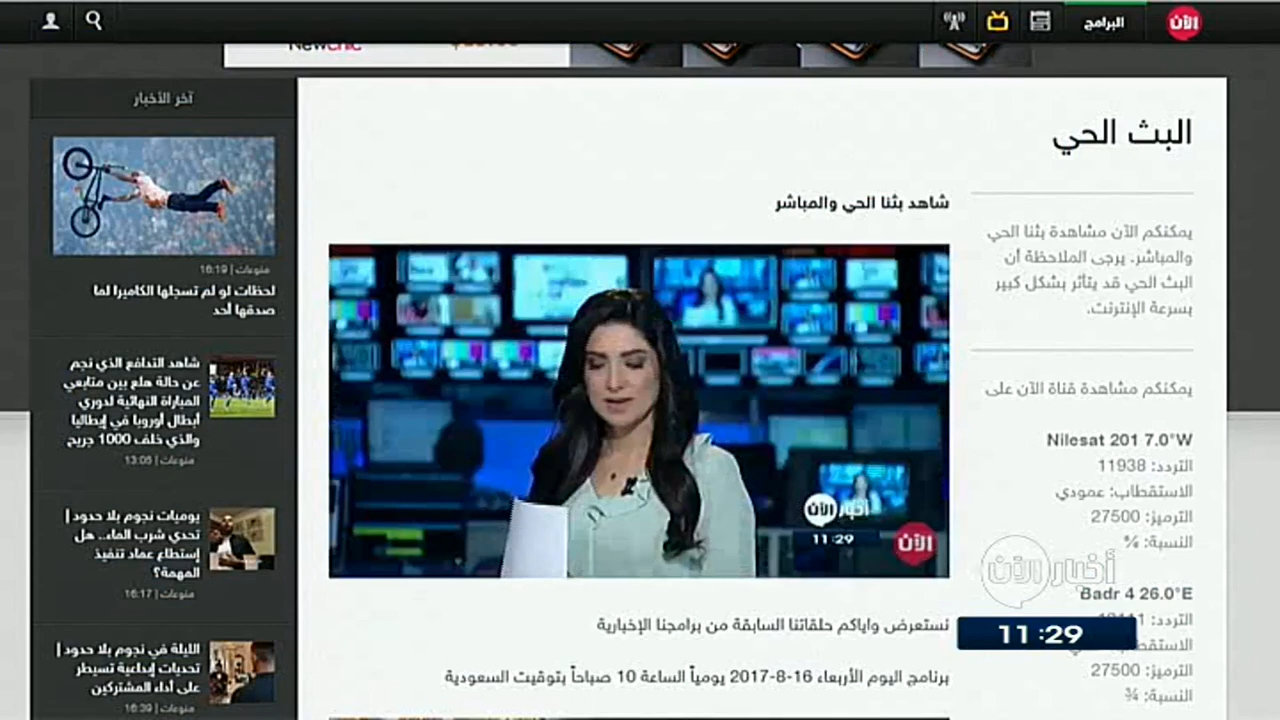 البرامج
الآن
Newchic
آخر الأخبار
منوعات | 16:19
لحظات لو لم تسجلها الكاميرا لما
صدقها أحد
شاهد التدافع الذي نجم
عن حالة هلع بين متابعي
المباراة النهائية لدوري
أبطال أوروبا في إيطاليا
والذي خلف 1000 جريح
منوعات | 13:05
يوميات نجوم بلا حدود |
تحدي شرب الماء.. هل
إستطاع عماد تنفيذ
المهمة؟
منوعات | 16:17
الليلة في نجوم بلا حدود |
تحديات إبداعية تسيطر
على أداء المشتركين
منوعات | 16:39
البث الحي
يمكنكم الآن مشاهدة بثنا الحي
والمباشر. يرجى الملاحظة أن
البث الحي قد يتأثر بشكل كبير
بسرعة الإنترنت.
يمكنكم مشاهدة قناة الآن على
Nilesat 201 7.0°W
التردد: 11938
الاستقطاب: عمودي
الترميز: 27500
النسبة: ¾
Badr 4 26.0°E
التردد:
الاستقطاب:
الترميز: 27500
النسبة: ¾
شاهد بثنا الحي والمباشر
أخبار الآن
11:29
الآن
نستعرض واياكم حلقاتنا السابقة من برامجنا الإخبارية
برنامج اليوم الأربعاء 16-8-2017 يومياً الساعة 10 صباحاً بتوقيت السعودية
أخبار الآن
11:29